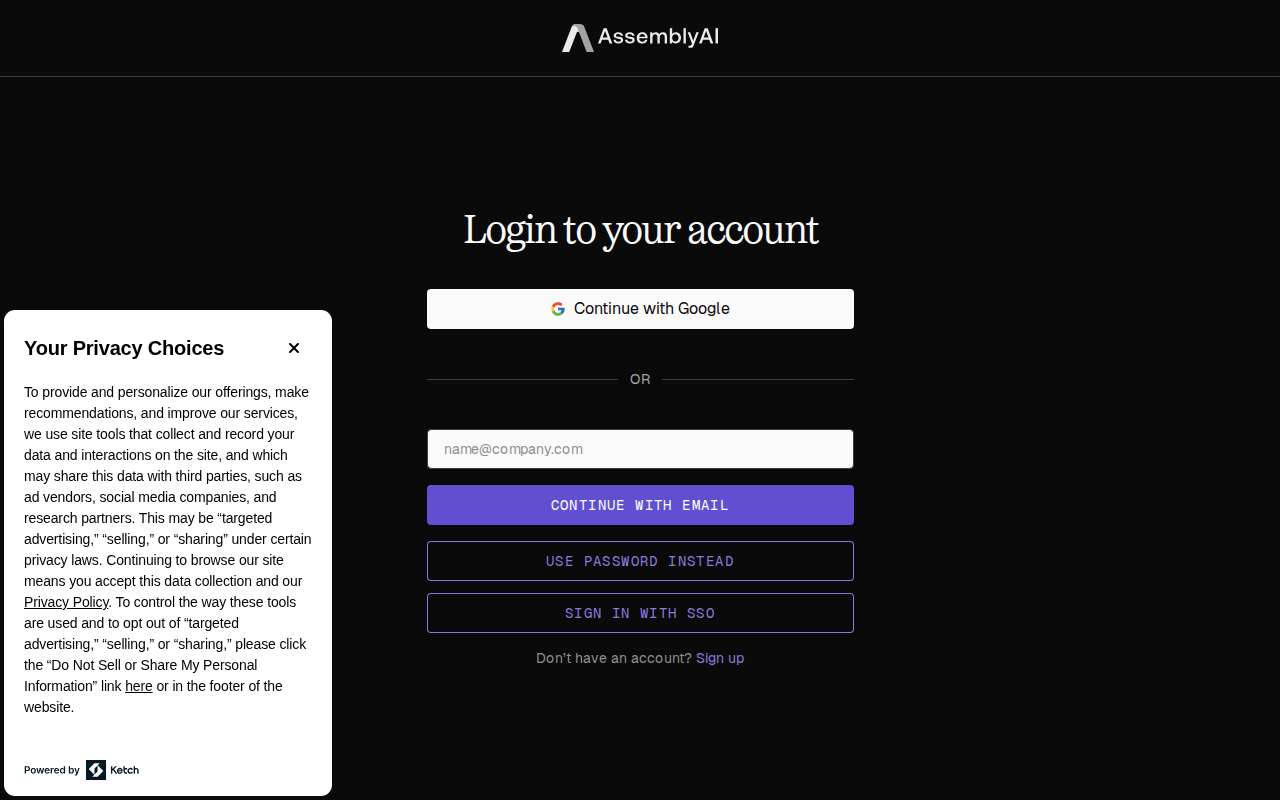 AssemblyAI
Login to your account
Continue with Google
OR
name@company.com
CONTINUE WITH EMAIL
USE PASSWORD INSTEAD
SIGN IN WITH SSO
Don't have an account? Sign up
Your Privacy Choices
To provide and personalize our offerings, make
recommendations, and improve our services,
we use site tools that collect and record your
data and interactions on the site, and which
may share this data with third parties, such as
ad vendors, social media companies, and
research partners. This may be “targeted
advertising,” “selling,” or “sharing” under certain
privacy laws. Continuing to browse our site
means you accept this data collection and our
Privacy Policy. To control the way these tools
are used and to opt out of “targeted
advertising,” “selling,” or “sharing,” please click
the “Do Not Sell or Share My Personal
Information” link here or in the footer of the
website.
Powered by Ketch